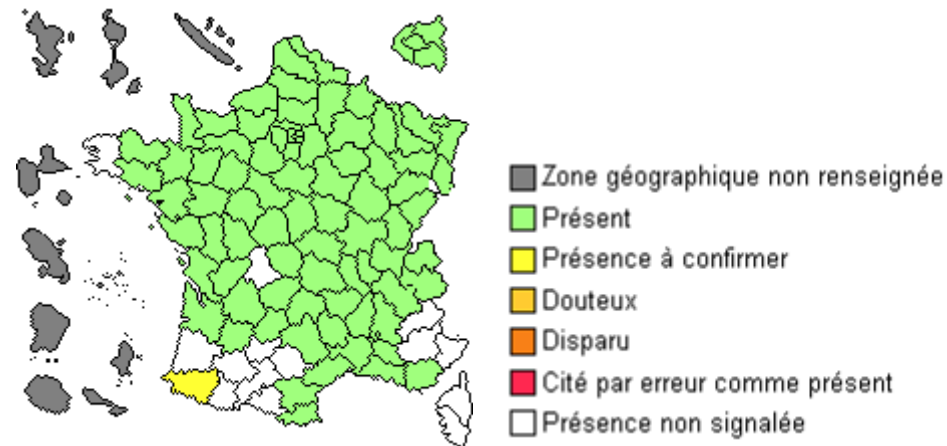 Zone géographique non renseignée
Présent
Présence à confirmer
Douteux
Disparu
Cité par erreur comme présent
Présence non signalée